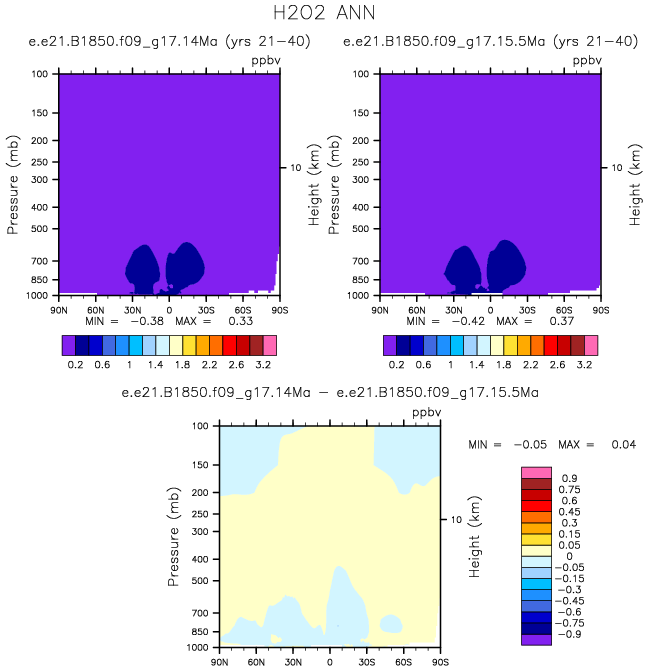 H2O2 ANN
e.e21.B1850.f09_g17.14Ma (yrs 21-40)
ppbv
100
150
200
250
300
400
500
700
850
1000
Pressure (mb)
10
Height (km)
90N 60N 30N 0 30S 60S 90S
MIN = -0.38 MAX = 0.33
0.2 0.6 1 1.4 1.8 2.2 2.6 3.2
e.e21.B1850.f09_g17.15.5Ma (yrs 21-40)
ppbv
100
150
200
250
300
400
500
700
850
1000
Pressure (mb)
10
Height (km)
90N 60N 30N 0 30S 60S 90S
MIN = -0.42 MAX = 0.37
0.2 0.6 1 1.4 1.8 2.2 2.6 3.2
e.e21.B1850.f09_g17.14Ma - e.e21.B1850.f09_g17.15.5Ma
ppbv
100
150
200
250
300
400
500
700
850
1000
Pressure (mb)
10
Height (km)
90N 60N 30N 0 30S 60S 90S
MIN = -0.05 MAX = 0.04
0.9
0.75
0.6
0.45
0.3
0.15
0.05
0
-0.05
-0.15
-0.3
-0.45
-0.6
-0.75
-0.9